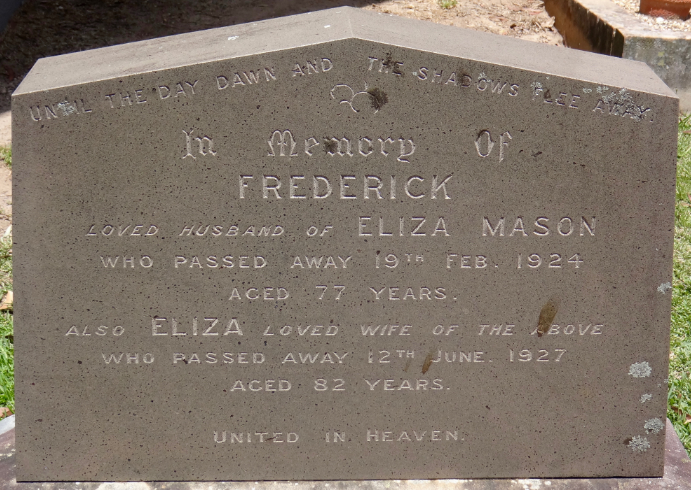 UNTIL THE DAY DAWN AND THE SHADOWS FLEE AWAY.
In Memory Of
FREDERICK
LOVED HUSBAND OF ELIZA MASON
WHO PASSED AWAY 19TH FEB. 1924
AGED 77 YEARS.
ALSO ELIZA LOVED WIFE OF THE ABOVE
WHO PASSED AWAY 12TH JUNE. 1927
AGED 82 YEARS.
UNITED IN HEAVEN.